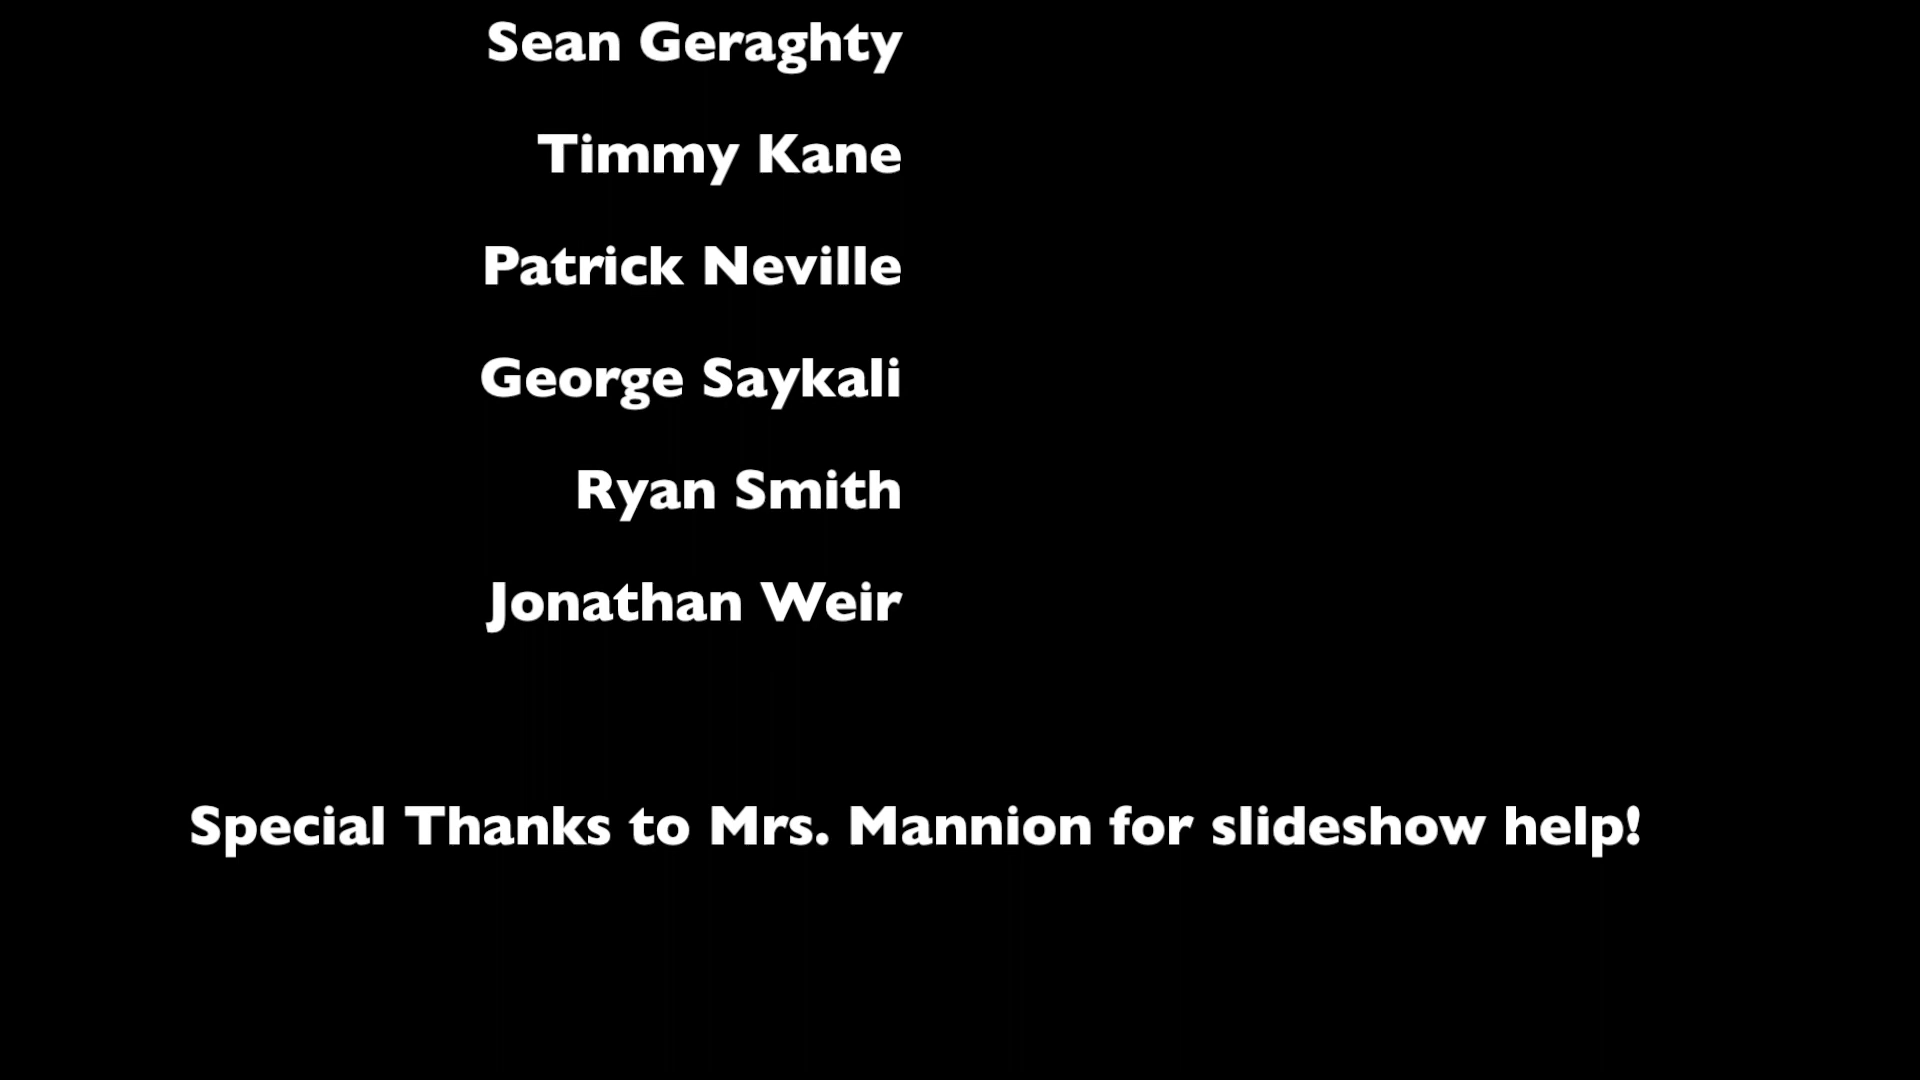 Sean Geraghty
Timmy Kane
Patrick Neville
George Saykali
Ryan Smith
Jonathan Weir
Special Thanks to Mrs. Mannion for slideshow help!